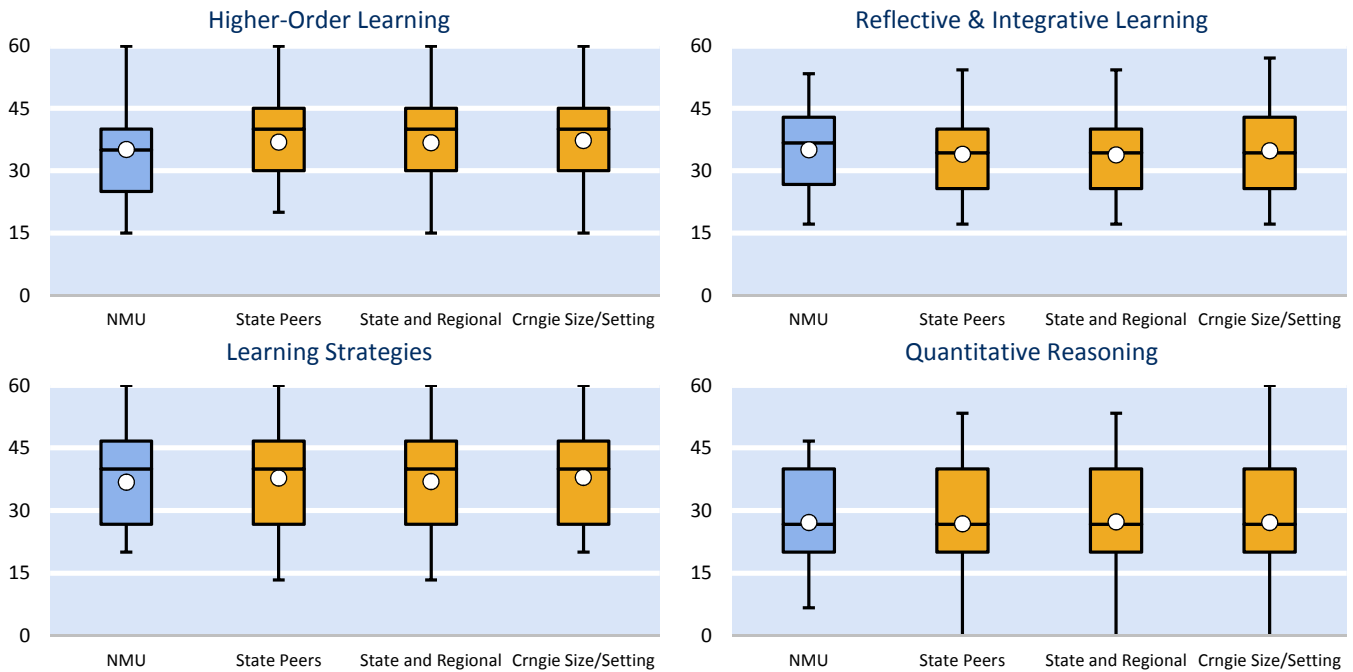 Higher-Order Learning
60
45
30
15
0
NMU State Peers State and Regional Crngie Size/Setting
Reflective & Integrative Learning
60
45
30
15
0
NMU State Peers State and Regional Crngie Size/Setting
Learning Strategies
60
45
30
15
0
NMU State Peers State and Regional Crngie Size/Setting
Quantitative Reasoning
60
45
30
15
0
NMU State Peers State and Regional Crngie Size/Setting